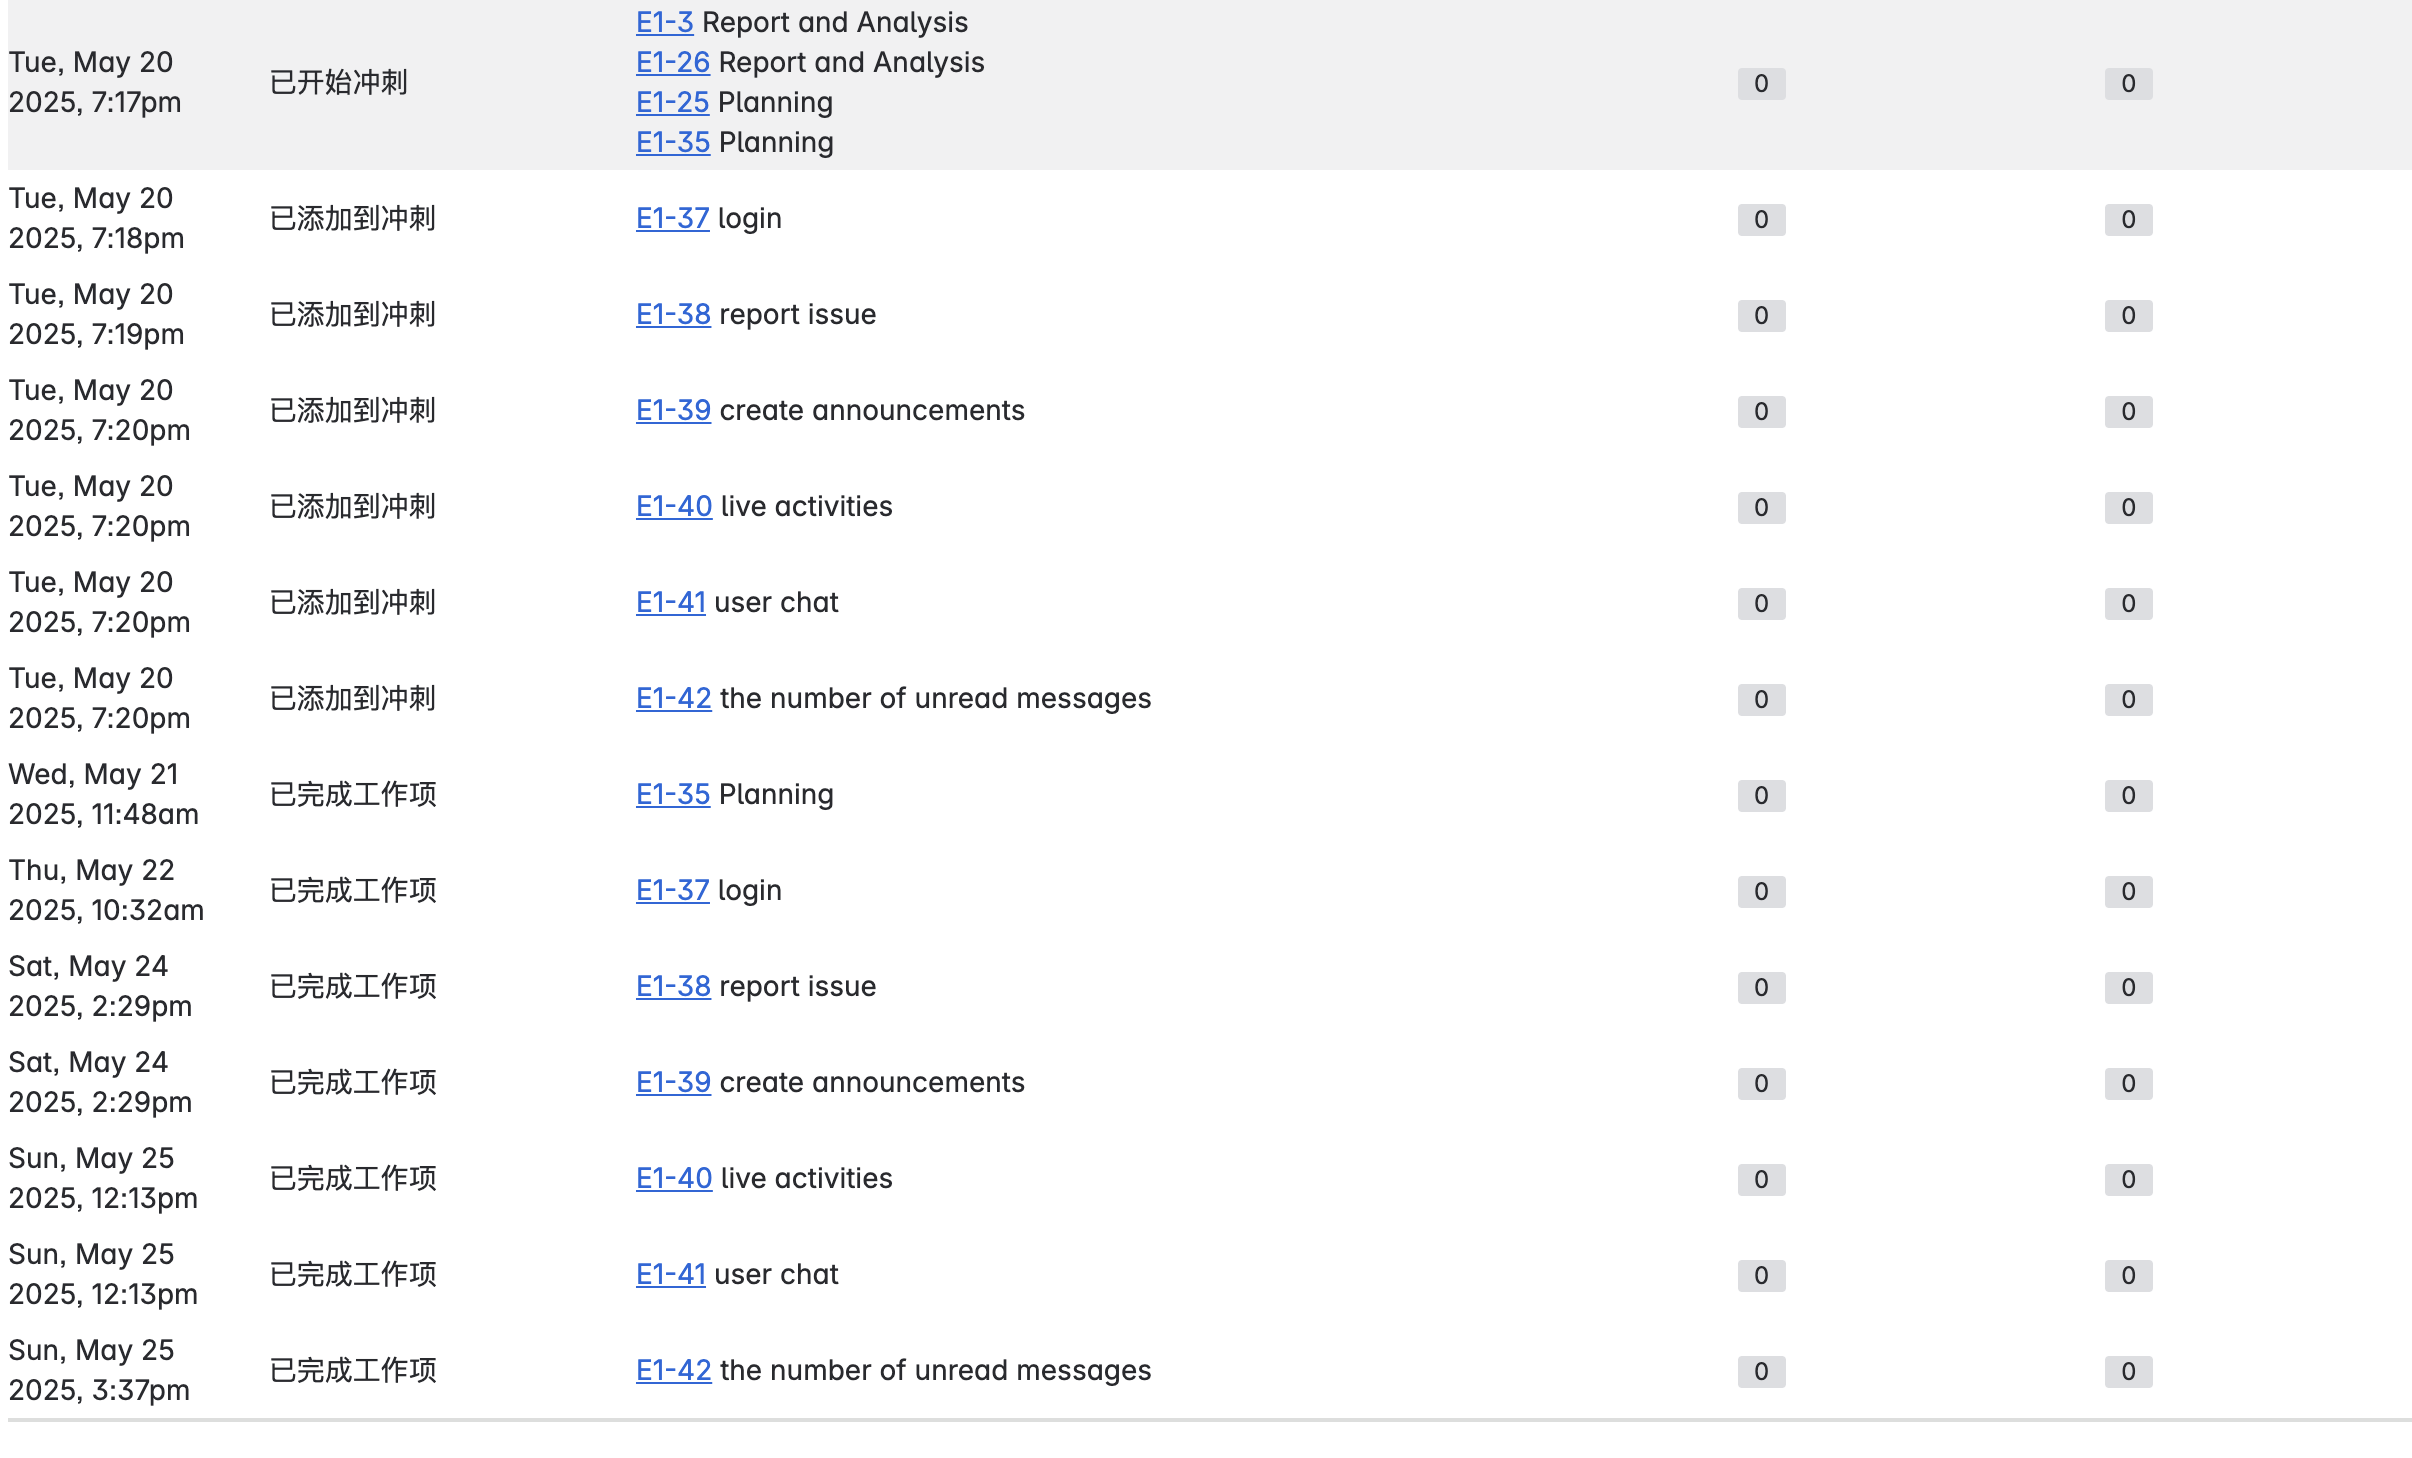 E1-3 Report and Analysis
Tue, May 20
E1-26 Report and Analysis
已开始冲刺
0
0
2025, 7:17pm
E1-25 Planning
E1-35 Planning
Tue, May 20
2025, 7:18pm
已添加到冲刺
E1-37 login
0
0
Tue, May 20
2025, 7:19pm
已添加到冲刺
E1-38 report issue
0
0
Tue, May 20
2025, 7:20pm
已添加到冲刺
E1-39 create announcements
0
0
Tue, May 20
2025, 7:20pm
已添加到冲刺
E1-40 live activities
0
0
Tue, May 20
2025, 7:20pm
已添加到冲刺
E1-41 user chat
0
0
Tue, May 20
2025, 7:20pm
已添加到冲刺
E1-42 the number of unread messages
0
0
Wed, May 21
2025, 11:48am
已完成工作项
E1-35 Planning
0
0
Thu, May 22
2025, 10:32am
已完成工作项
E1-37 login
0
0
Sat, May 24
2025, 2:29pm
已完成工作项
E1-38 report issue
0
0
Sat, May 24
2025, 2:29pm
已完成工作项
E1-39 create announcements
0
0
Sun, May 25
2025, 12:13pm
已完成工作项
E1-40 live activities
0
0
Sun, May 25
2025, 12:13pm
已完成工作项
E1-41 user chat
0
0
Sun, May 25
2025, 3:37pm
已完成工作项
E1-42 the number of unread messages
0
0